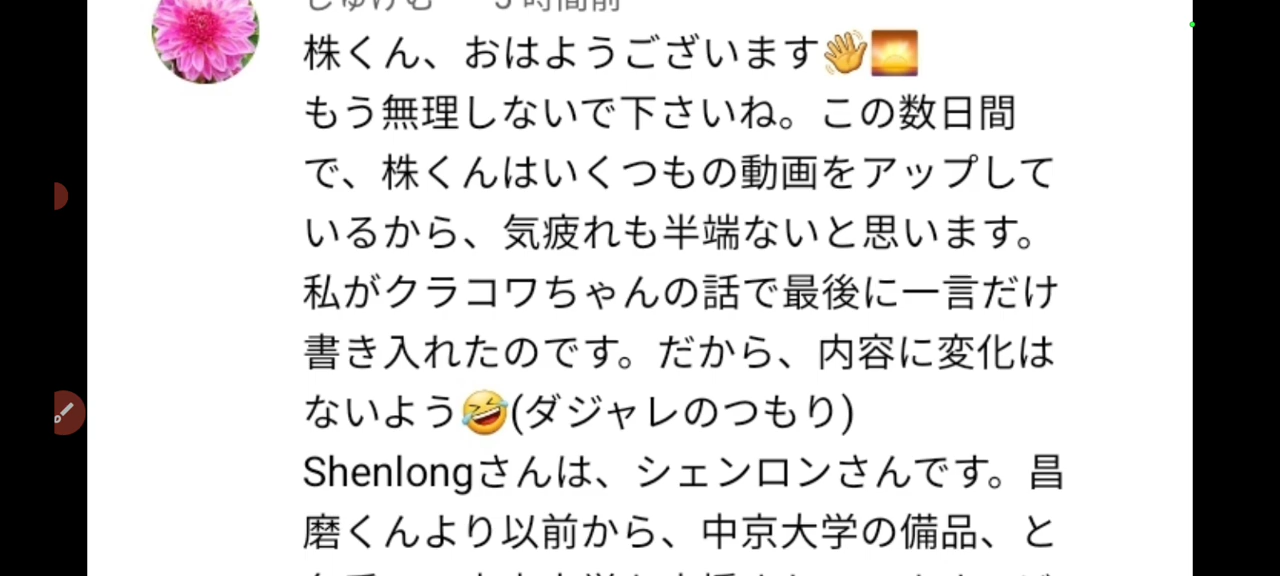 株くん、おはようございます👋🌅
もう無理しないで下さいね。この数日間
で、株くんはいくつもの動画をアップして
いるから、気疲れも半端ないと思います。
私がクラコワちゃんの話で最後に一言だけ
書き入れたのです。だから、内容に変化は
ないよう🤣(ダジャレのつもり)
Shenlongさんは、シェンロンさんです。昌
磨くんより以前から、中京大学の備品、と